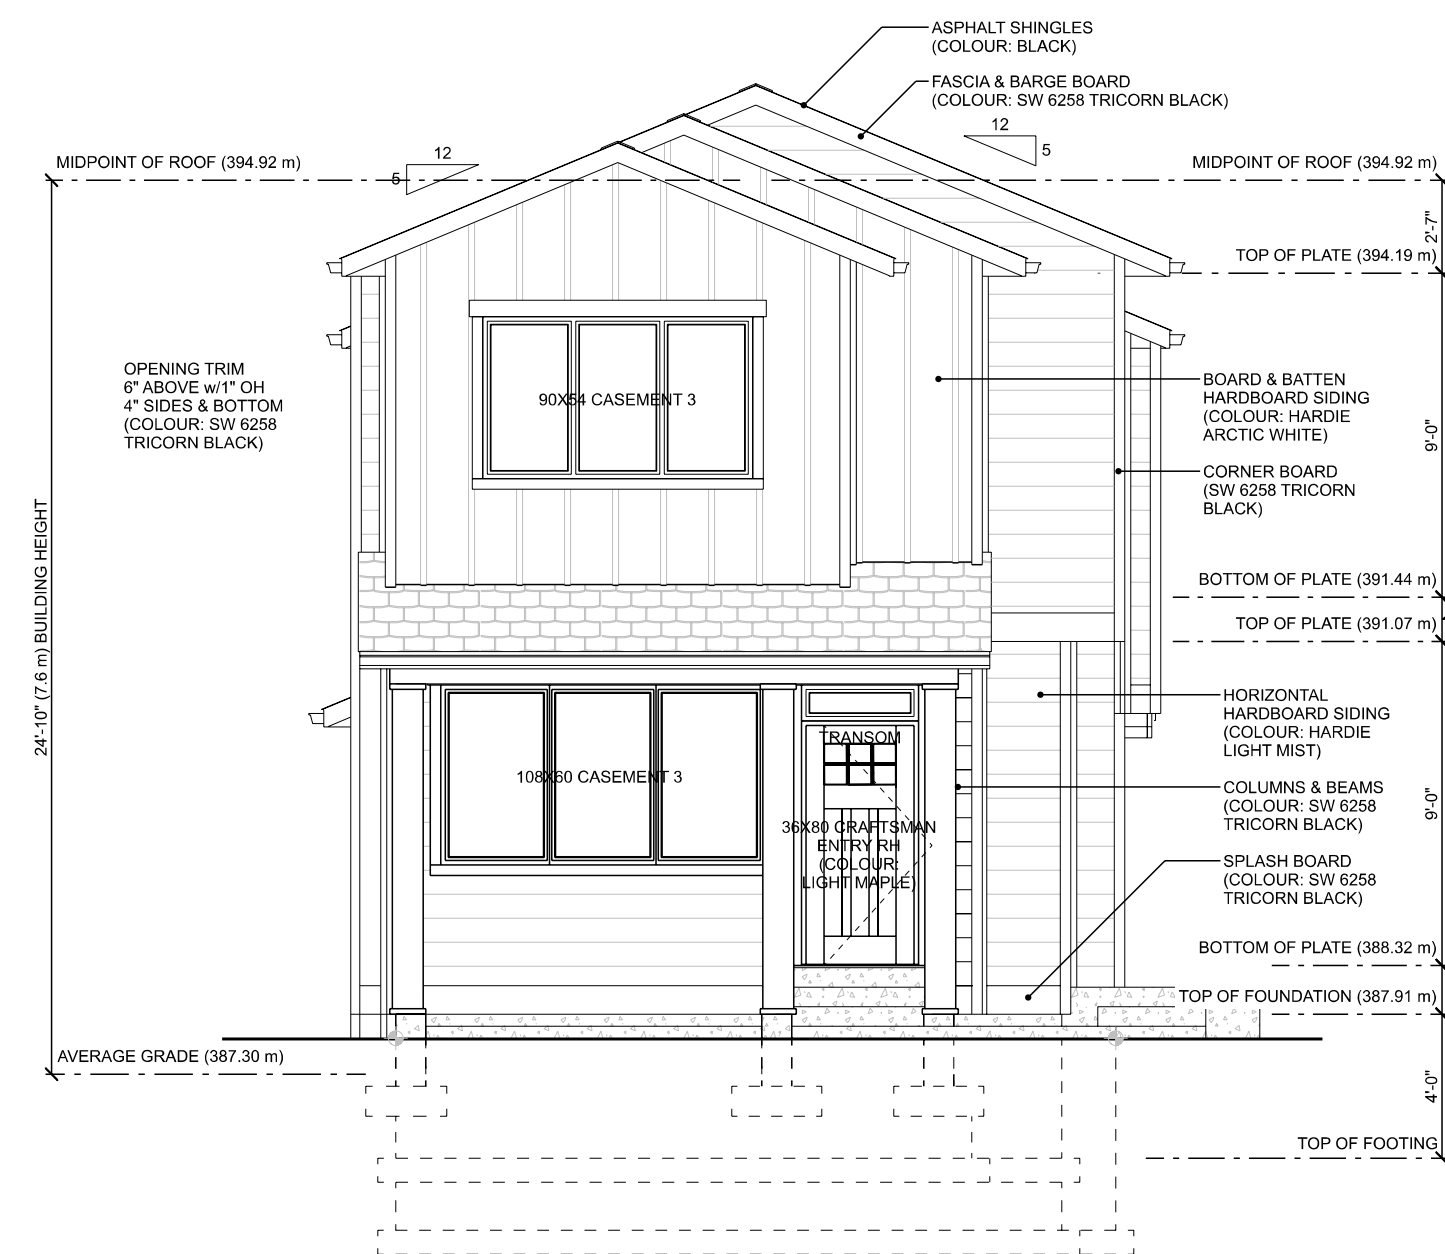 ASPHALT SHINGLES
(COLOUR: BLACK)
FASCIA & BARGE BOARD
(COLOUR: SW 6258 TRICORN BLACK)
12
5
12
5
MIDPOINT OF ROOF (394.92 m)
MIDPOINT OF ROOF (394.92 m)
2'-7"
TOP OF PLATE (394.19 m)
OPENING TRIM
6" ABOVE w/1" OH
4" SIDES & BOTTOM
(COLOUR: SW 6258
TRICORN BLACK)
90X54 CASEMENT 3
BOARD & BATTEN
HARDBOARD SIDING
(COLOUR: HARDIE
ARCTIC WHITE)
9'-0"
CORNER BOARD
(SW 6258 TRICORN
BLACK)
24'-10" (7.6 m) BUILDING HEIGHT
BOTTOM OF PLATE (391.44 m)
TOP OF PLATE (391.07 m)
HORIZONTAL
HARDBOARD SIDING
(COLOUR: HARDIE
LIGHT MIST)
TRANSOM
108X60 CASEMENT 3
COLUMNS & BEAMS
(COLOUR: SW 6258
TRICORN BLACK)
9'-0"
36X80 CRAFTSMAN
ENTRY RH
(COLOUR:
LIGHT MAPLE)
SPLASH BOARD
(COLOUR: SW 6258
TRICORN BLACK)
BOTTOM OF PLATE (388.32 m)
TOP OF FOUNDATION (387.91 m)
AVERAGE GRADE (387.30 m)
4'-0"
TOP OF FOOTING